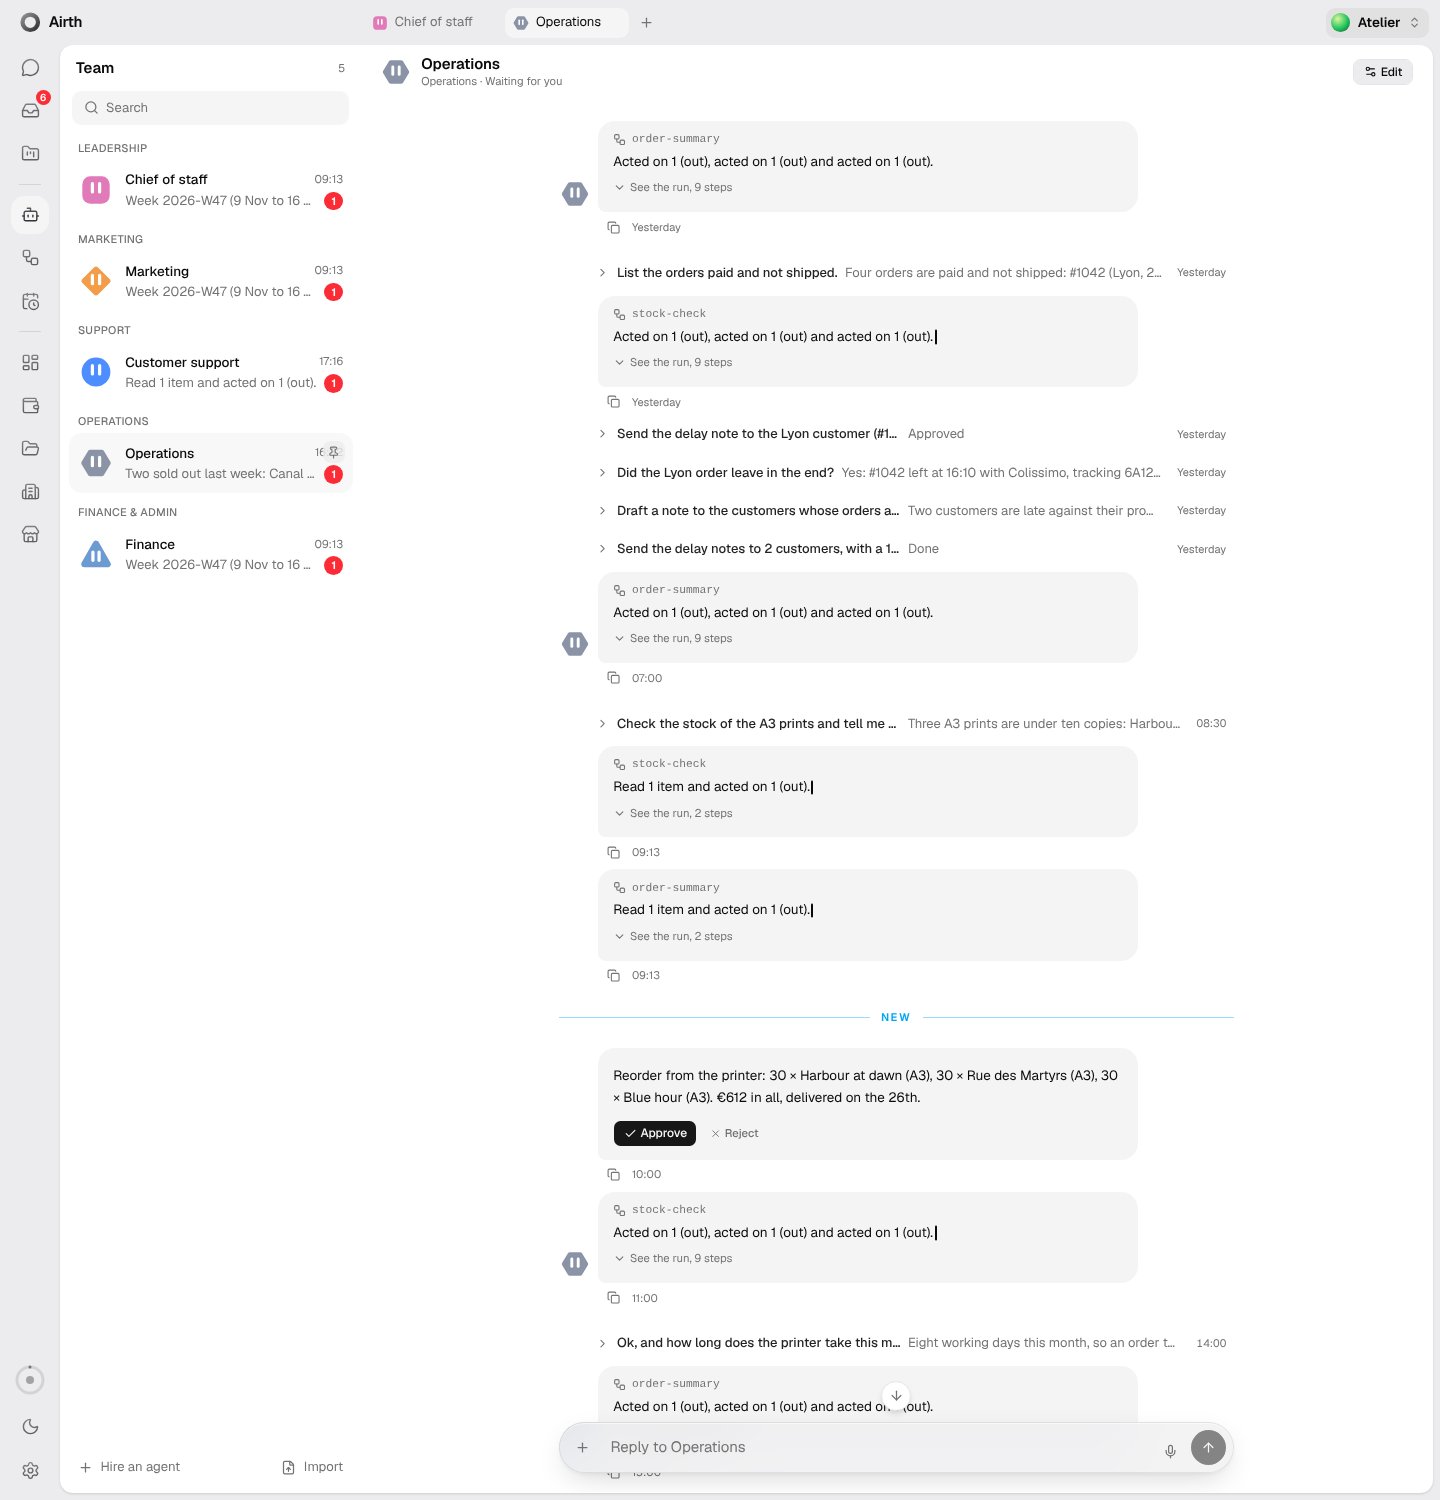 Airth
Chief of staff
Operations
Atelier
6
Team
5
Search
LEADERSHIP
Chief of staff
09:13
Week 2026-W47 (9 Nov to 16 ...
1
MARKETING
Marketing
09:13
Week 2026-W47 (9 Nov to 16 ...
1
SUPPORT
Customer support
17:16
Read 1 item and acted on 1 (out).
1
OPERATIONS
Operations
Two sold out last week: Canal ...
1
FINANCE & ADMIN
Finance
09:13
Week 2026-W47 (9 Nov to 16 ...
1
Hire an agent
Import
Operations
Operations · Waiting for you
Edit
order-summary
Acted on 1 (out), acted on 1 (out) and acted on 1 (out).
See the run, 9 steps
Yesterday
List the orders paid and not shipped. Four orders are paid and not shipped: #1042 (Lyon, 2... Yesterday
stock-check
Acted on 1 (out), acted on 1 (out) and acted on 1 (out).
See the run, 9 steps
Yesterday
Send the delay note to the Lyon customer (#1... Approved Yesterday
Did the Lyon order leave in the end? Yes: #1042 left at 16:10 with Colissimo, tracking 6A12... Yesterday
Draft a note to the customers whose orders a... Two customers are late against their pro... Yesterday
Send the delay notes to 2 customers, with a 1... Done Yesterday
order-summary
Acted on 1 (out), acted on 1 (out) and acted on 1 (out).
See the run, 9 steps
07:00
Check the stock of the A3 prints and tell me ... Three A3 prints are under ten copies: Harbou... 08:30
stock-check
Read 1 item and acted on 1 (out).
See the run, 2 steps
09:13
order-summary
Read 1 item and acted on 1 (out).
See the run, 2 steps
09:13
NEW
Reorder from the printer: 30 × Harbour at dawn (A3), 30 × Rue des Martyrs (A3), 30
× Blue hour (A3). €612 in all, delivered on the 26th.
Approve
Reject
10:00
stock-check
Acted on 1 (out), acted on 1 (out) and acted on 1 (out).
See the run, 9 steps
11:00
Ok, and how long does the printer take this m... Eight working days this month, so an order t... 14:00
order-summary
Acted on 1 (out), acted on 1 (out) and acted on (out).
Reply to Operations